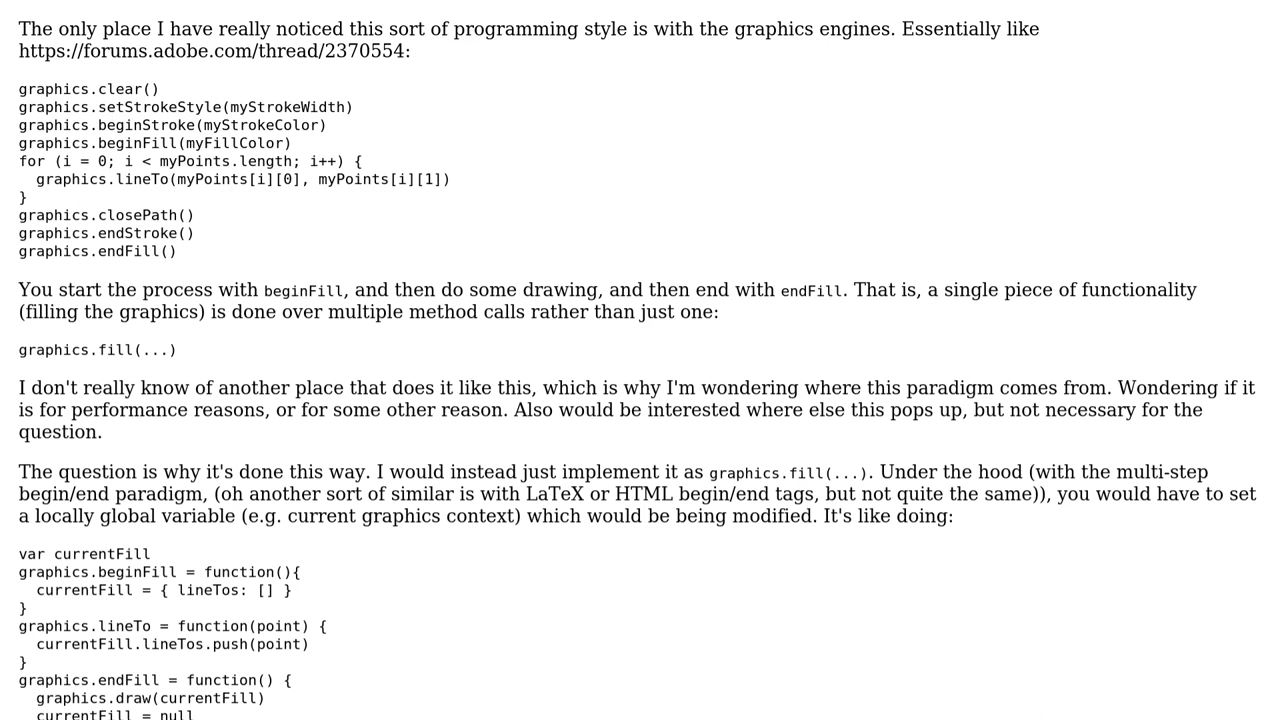 The only place I have really noticed this sort of programming style is with the graphics engines. Essentially like
https://forums.adobe.com/thread/2370554:
graphics.clear()
graphics.setStrokeStyle(myStrokeWidth)
graphics.beginStroke(myStrokeColor)
graphics.beginFill(myFillColor)
for (i = 0; i < myPoints.length; i++) {
  graphics.lineTo(myPoints[i][0], myPoints[i][1])
}
graphics.closePath()
graphics.endStroke()
graphics.endFill()
You start the process with beginFill, and then do some drawing, and then end with endFill. That is, a single piece of functionality
(filling the graphics) is done over multiple method calls rather than just one:
graphics.fill(...)
I don't really know of another place that does it like this, which is why I'm wondering where this paradigm comes from. Wondering if it
is for performance reasons, or for some other reason. Also would be interested where else this pops up, but not necessary for the
question.
The question is why it's done this way. I would instead just implement it as graphics.fill(...). Under the hood (with the multi-step
begin/end paradigm, (oh another sort of similar is with LaTeX or HTML begin/end tags, but not quite the same)), you would have to set
a locally global variable (e.g. current graphics context) which would be being modified. It's like doing:
var currentFill
graphics.beginFill = function(){
  currentFill = { lineTos: [] }
}
graphics.lineTo = function(point) {
  currentFill.lineTos.push(point)
}
graphics.endFill = function() {
  graphics.draw(currentFill)
  currentFill = null